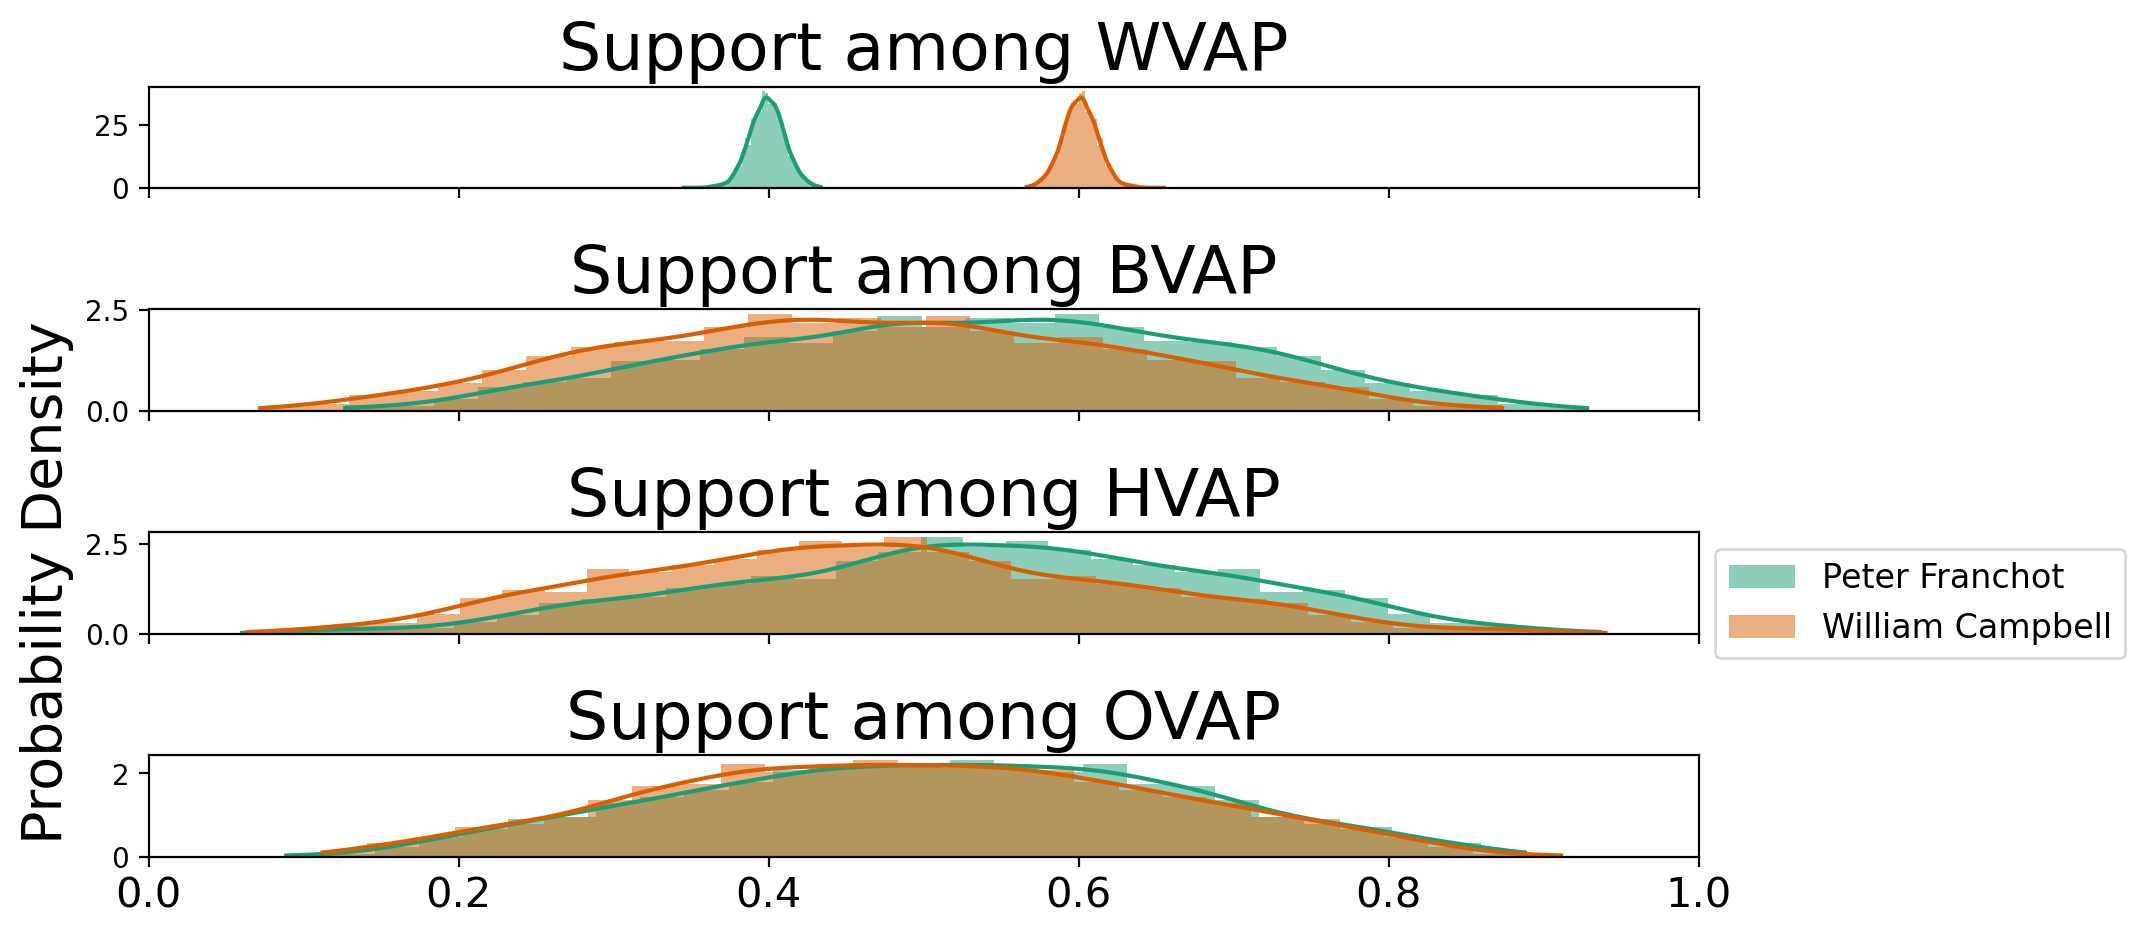 Support among WVAP
25
0
Support among BVAP
2.5
0.0
Support among HVAP
2.5
0.0
Support among OVAP
2
0
0.0 0.2 0.4 0.6 0.8 1.0
Probability Density
Peter Franchot
William Campbell